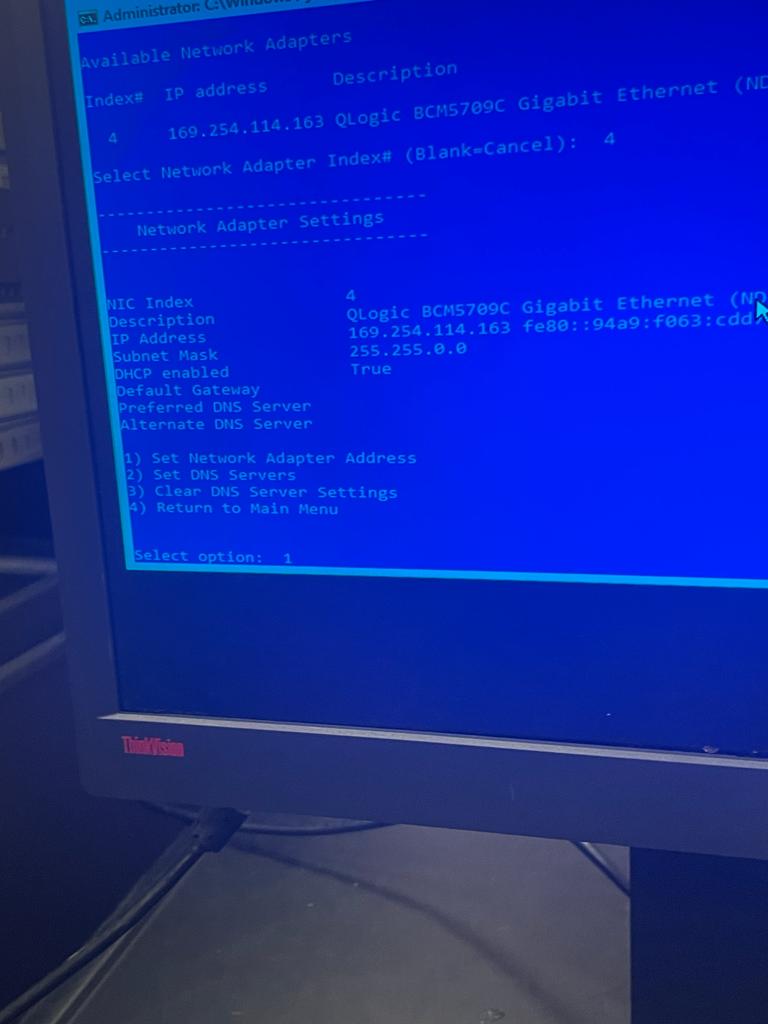 Administrator: C:\Windows\
Available Network Adapters
Index# IP address Description
4 169.254.114.163 QLogic BCM5709C Gigabit Ethernet (ND
Select Network Adapter Index# (Blank=Cancel): 4
--------------------------------
Network Adapter Settings
--------------------------------
NIC Index 4
Description QLogic BCM5709C Gigabit Ethernet (ND
IP Address 169.254.114.163 fe80::94a9:f063:cdd
Subnet Mask 255.255.0.0
DHCP enabled True
Default Gateway
Preferred DNS Server
Alternate DNS Server
1) Set Network Adapter Address
2) Set DNS Servers
3) Clear DNS Server Settings
4) Return to Main Menu
Select option: 1
ThinkVision